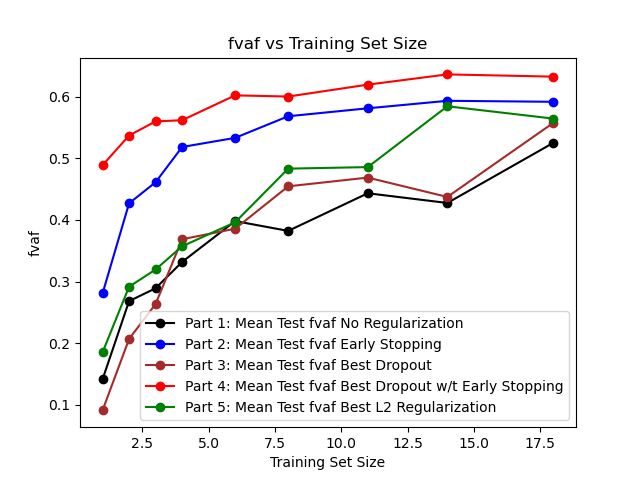 fvaf vs Training Set Size
fvaf
0.6
0.5
0.4
0.3
0.2
0.1
Part 1: Mean Test fvaf No Regularization
Part 2: Mean Test fvaf Early Stopping
Part 3: Mean Test fvaf Best Dropout
Part 4: Mean Test fvaf Best Dropout w/t Early Stopping
Part 5: Mean Test fvaf Best L2 Regularization
2.5 5.0 7.5 10.0 12.5 15.0 17.5
Training Set Size